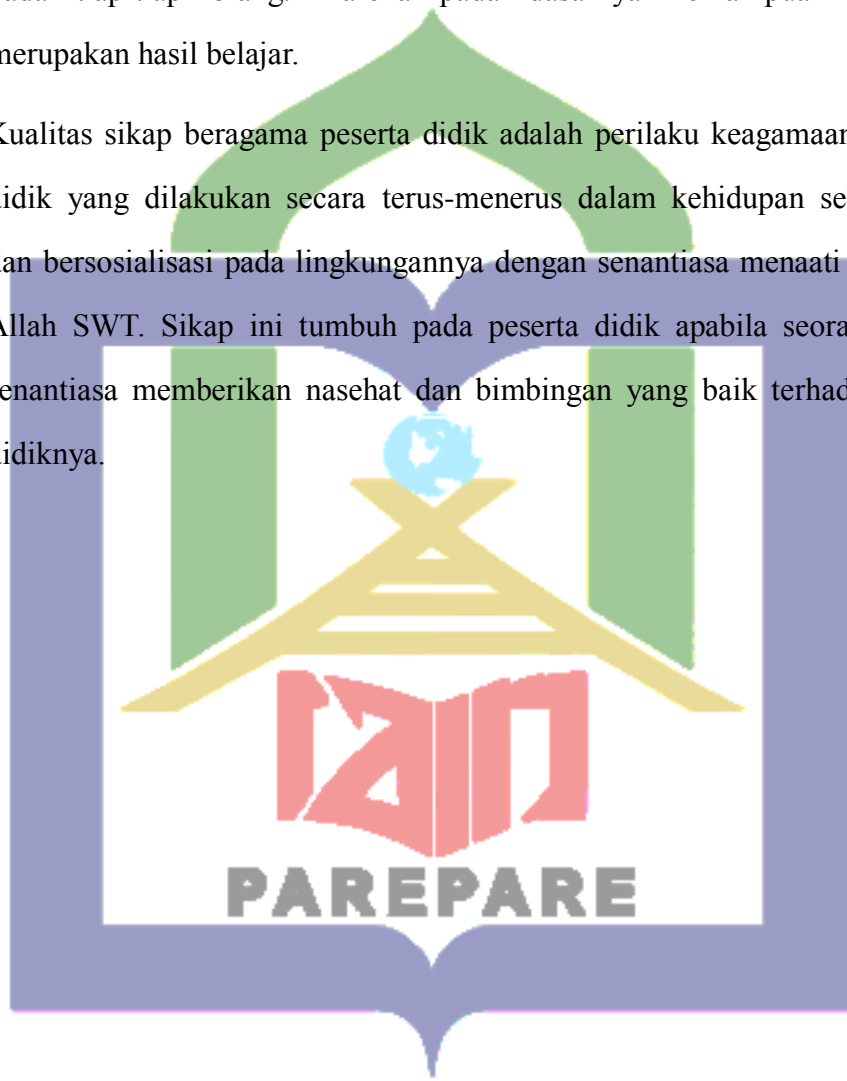 merupakan hasil belajar.
Kualitas sikap beragama peserta didik adalah perilaku keagamaan
didik yang dilakukan secara terus-menerus dalam kehidupan se
dan bersosialisasi pada lingkungannya dengan senantiasa menaati
Allah SWT. Sikap ini tumbuh pada peserta didik apabila seora
senantiasa memberikan nasehat dan bimbingan yang baik terhad
didiknya.
iain
PAREPARE